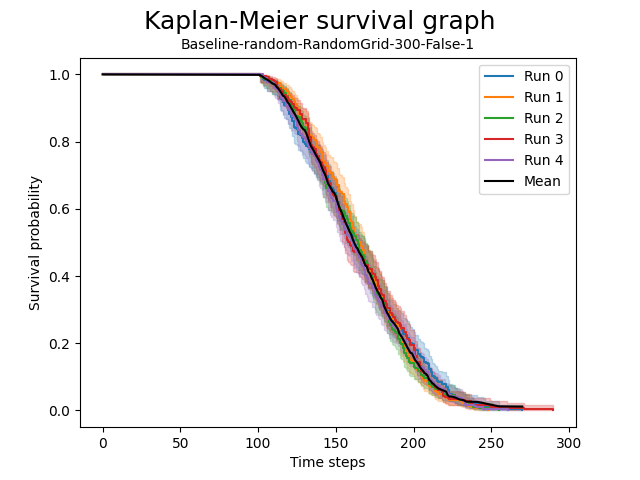 Kaplan-Meier survival graph
Baseline-random-RandomGrid-300-False-1
Survival probability
1.0
0.8
0.6
0.4
0.2
0.0
Run 0
Run 1
Run 2
Run 3
Run 4
Mean
0 50 100 150 200 250 300
Time steps